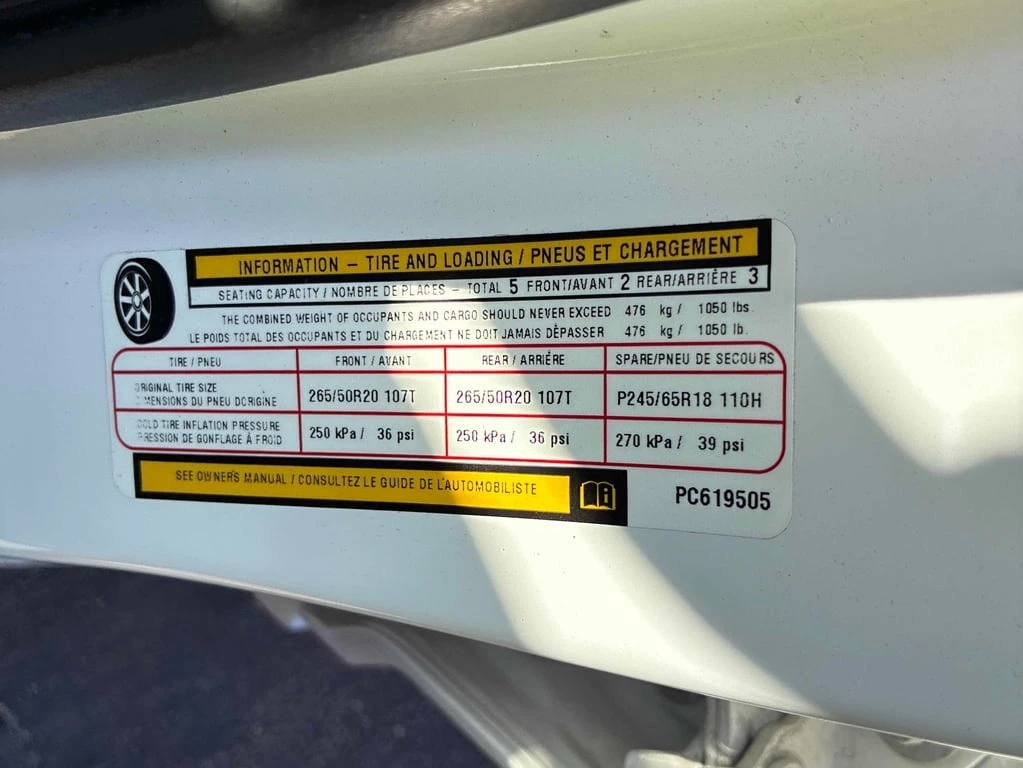 INFORMATION – TIRE AND LOADING / PNEUS ET CHARGEMENT
SEATING CAPACITY / NOMBRE DE PLACES – TOTAL 5 FRONT/AVANT 2 REAR/ARRIÈRE 3
THE COMBINED WEIGHT OF OCCUPANTS AND CARGO SHOULD NEVER EXCEED 476 kg / 1050 lbs.
LE POIDS TOTAL DES OCCUPANTS ET DU CHARGEMENT NE DOIT JAMAIS DÉPASSER 476 kg / 1050 lb.
TIRE / PNEU FRONT / AVANT REAR / ARRIÈRE SPARE/PNEU DE SECOURS
ORIGINAL TIRE SIZE
DIMENSIONS DU PNEU DORIGINE 265/50R20 107T 265/50R20 107T P245/65R18 110H
COLD TIRE INFLATION PRESSURE
PRESSION DE GONFLAGE À FROID 250 kPa / 36 psi 250 kPa / 36 psi 270 kPa / 39 psi
SEE OWNER'S MANUAL / CONSULTEZ LE GUIDE DE L'AUTOMOBILISTE
PC619505